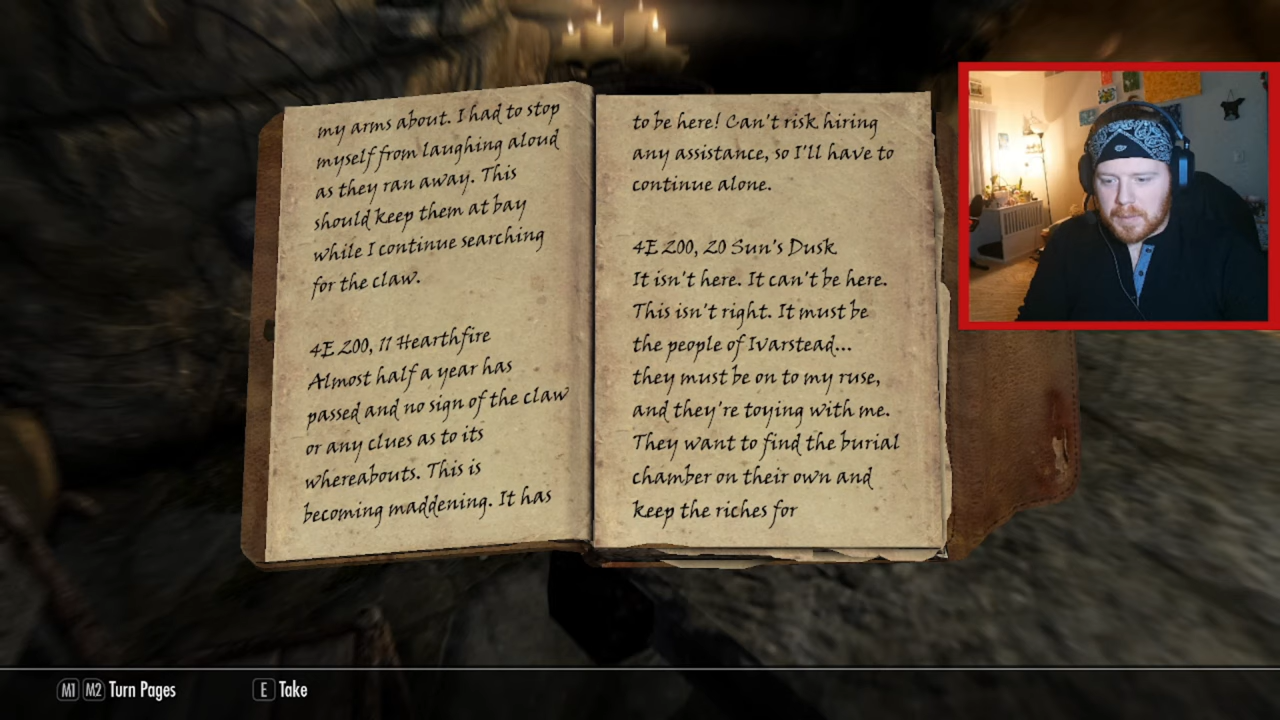 my arms about. I had to stop
myself from laughing aloud
as they ran away. This
should keep them at bay
while I continue searching
for the claw.
4E 200, 11 Hearthfire
Almost half a year has
passed and no sign of the claw
or any clues as to its
whereabouts. This is
becoming maddening. It has
to be here! Can't risk hiring
any assistance, so I'll have to
continue alone.
4E 200, 20 Sun's Dusk
It isn't here. It can't be here.
This isn't right. It must be
the people of Ivarstead...
they must be on to my ruse,
and they're toying with me.
They want to find the burial
chamber on their own and
keep the riches for
M1 M2 Turn Pages
E Take